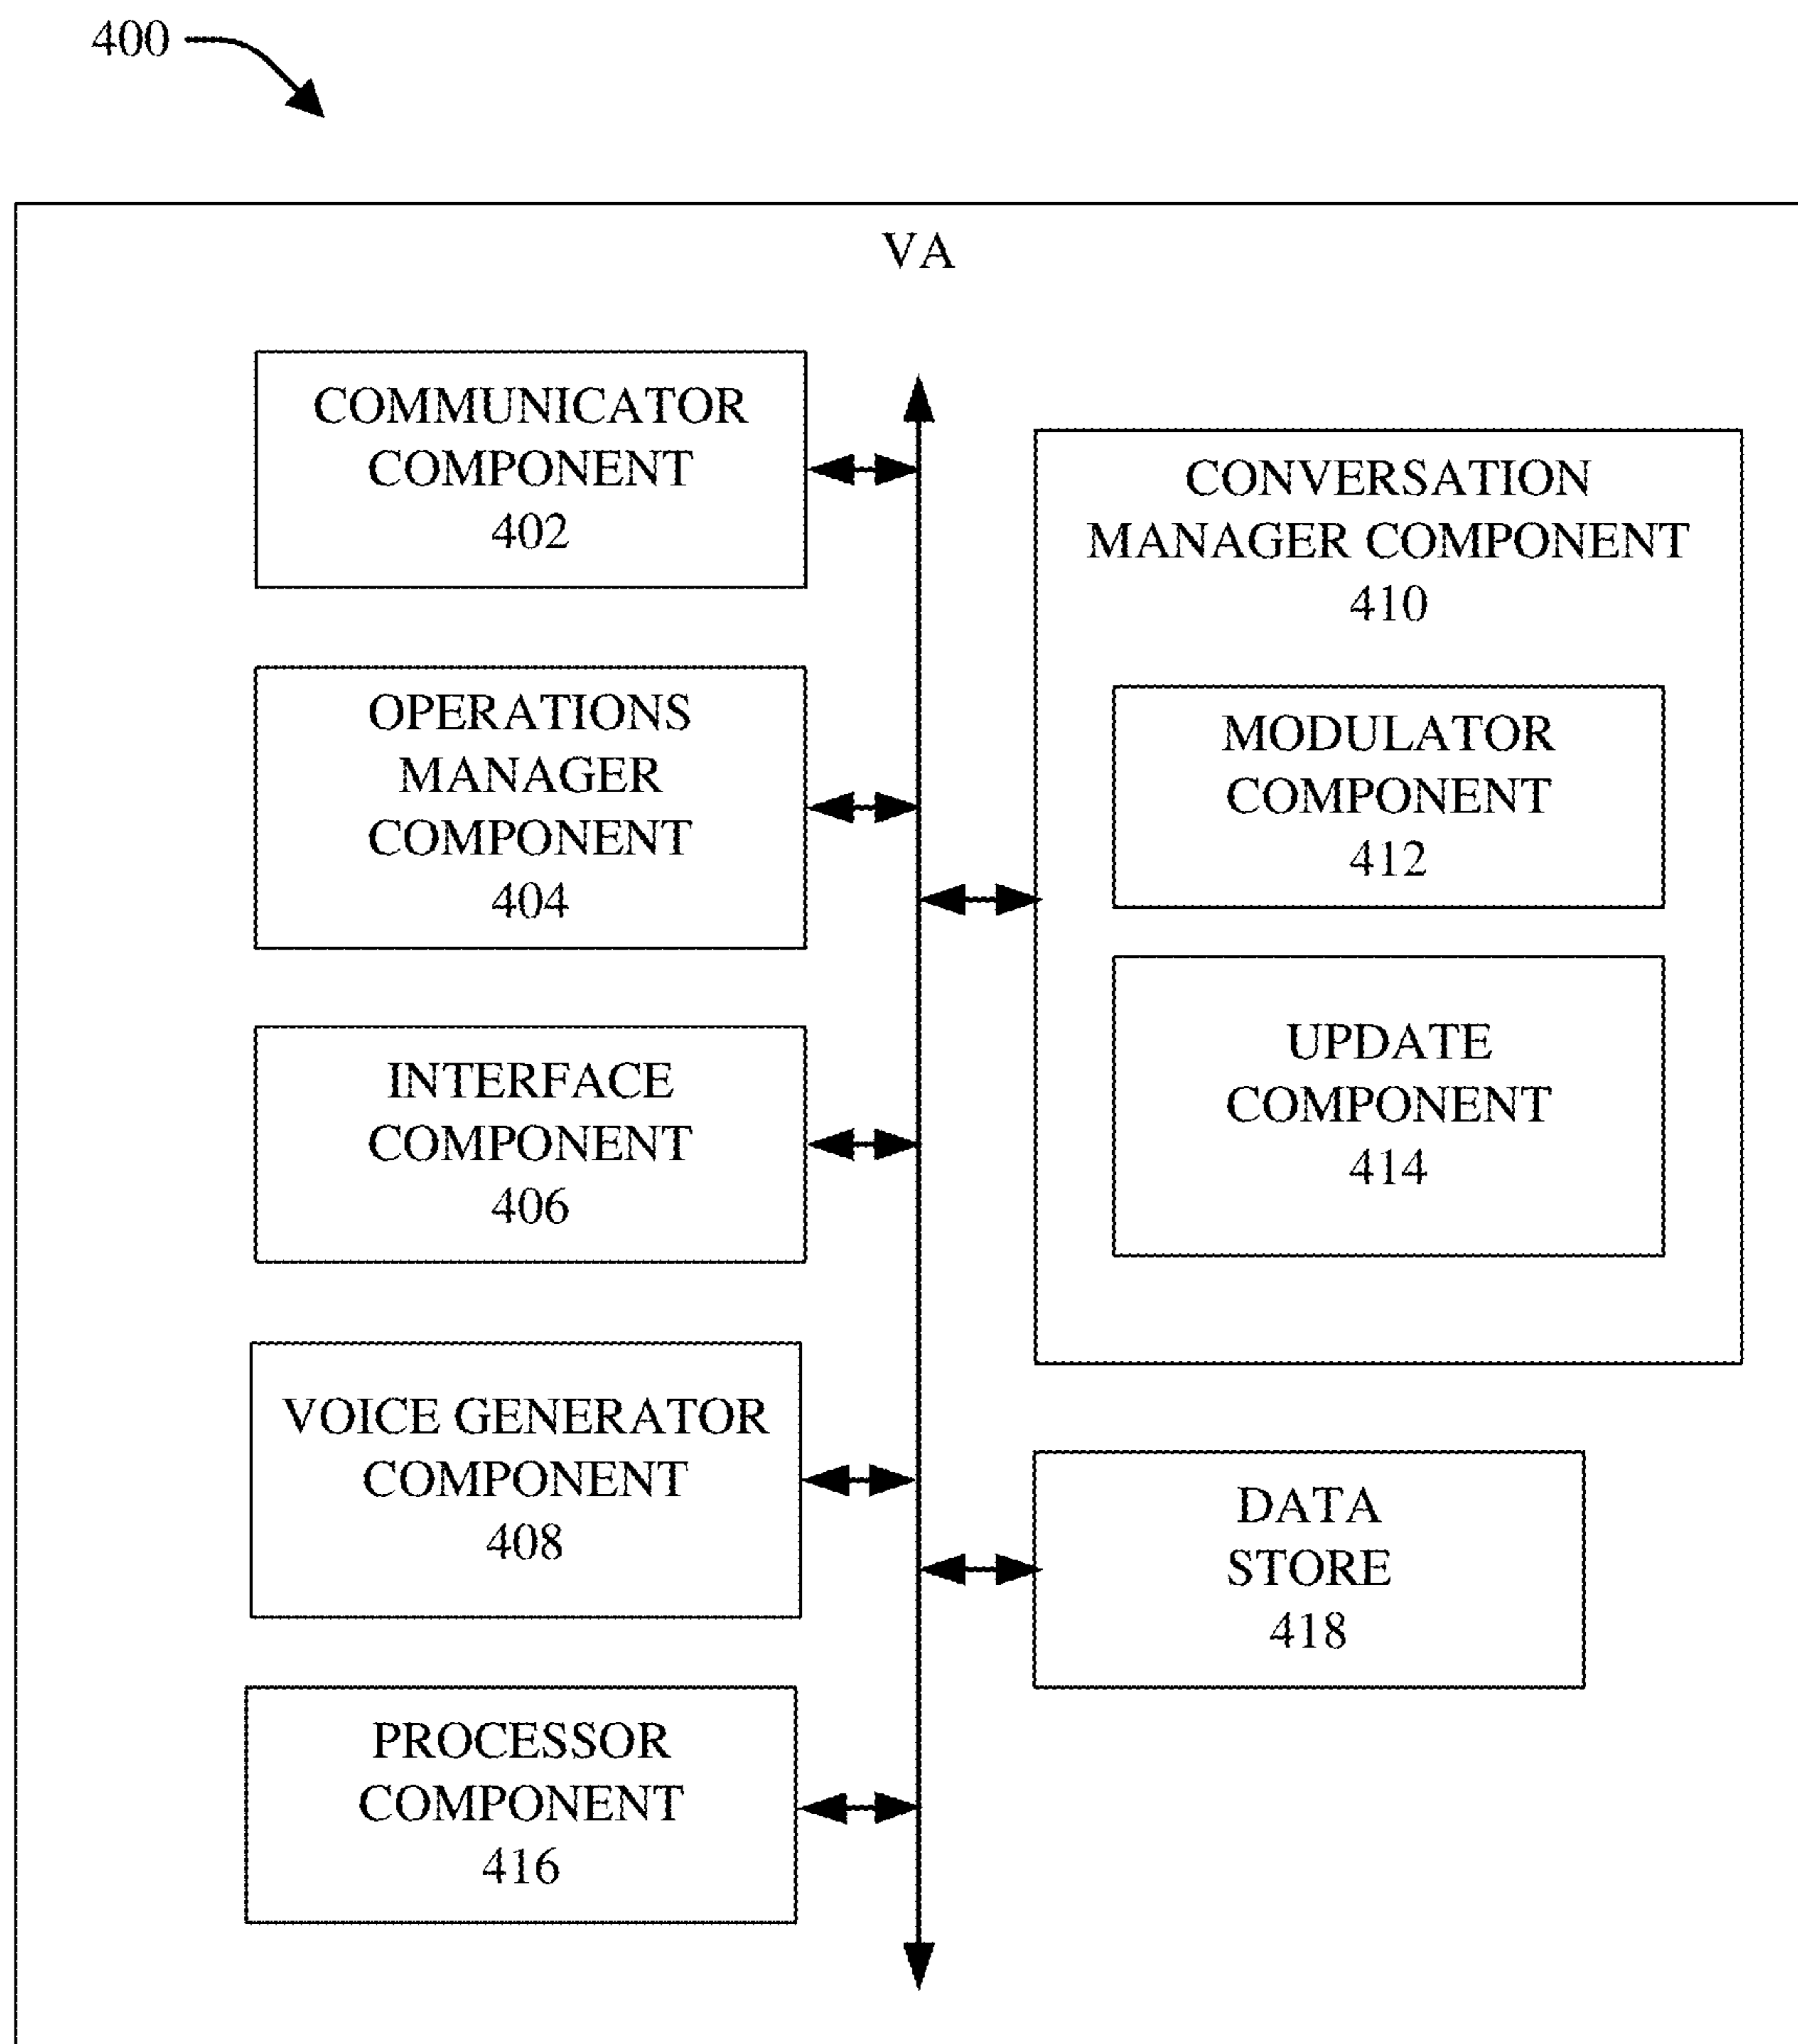 400
VA
COMMUNICATOR
COMPONENT
402
OPERATIONS
MANAGER
COMPONENT
404
INTERFACE
COMPONENT
406
VOICE GENERATOR
COMPONENT
408
PROCESSOR
COMPONENT
416
CONVERSATION
MANAGER COMPONENT
410
MODULATOR
COMPONENT
412
UPDATE
COMPONENT
414
DATA
STORE
418